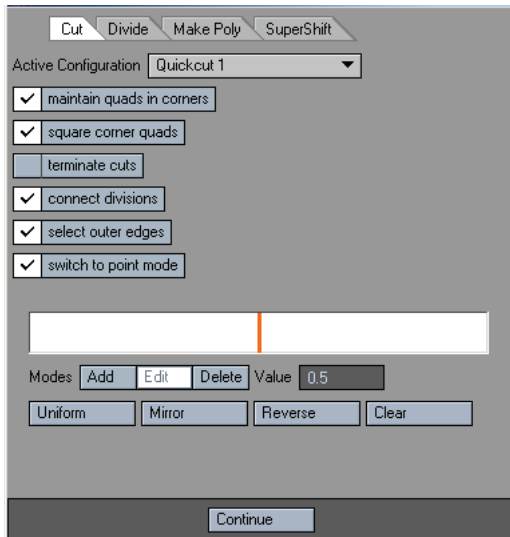 Cut Divide Make Poly SuperShift
Active Configuration Quickcut 1
maintain quads in corners
square corner quads
terminate cuts
connect divisions
select outer edges
switch to point mode
Modes Add Edit Delete Value 0.5
Uniform Mirror Reverse Clear
Continue